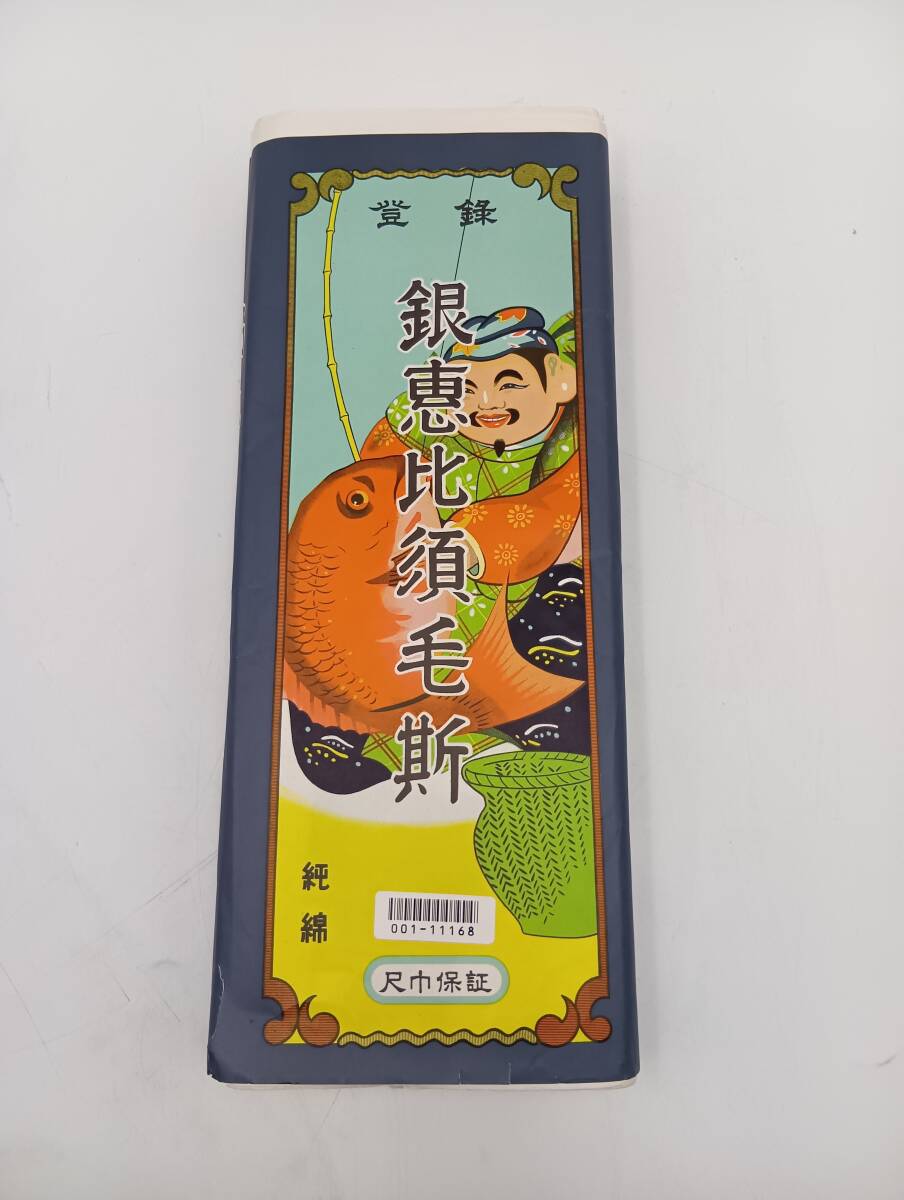 登録
銀恵比須毛斯
純綿
001-11168
尺巾保証